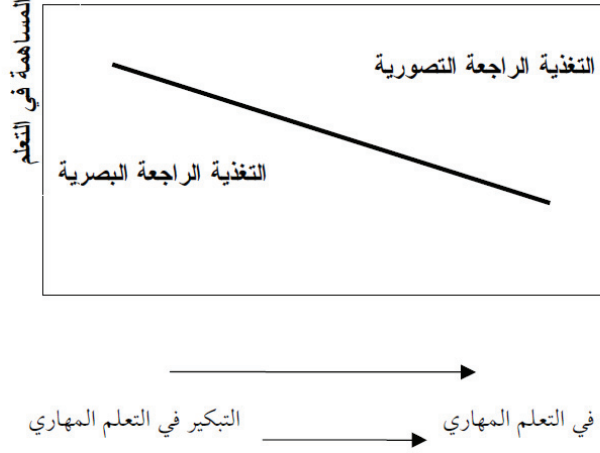 المساهمة في التعلم
التغذية الراجعة التصورية
التغذية الراجعة البصرية
التبكير في التعلم المهاري
في التعلم المهاري